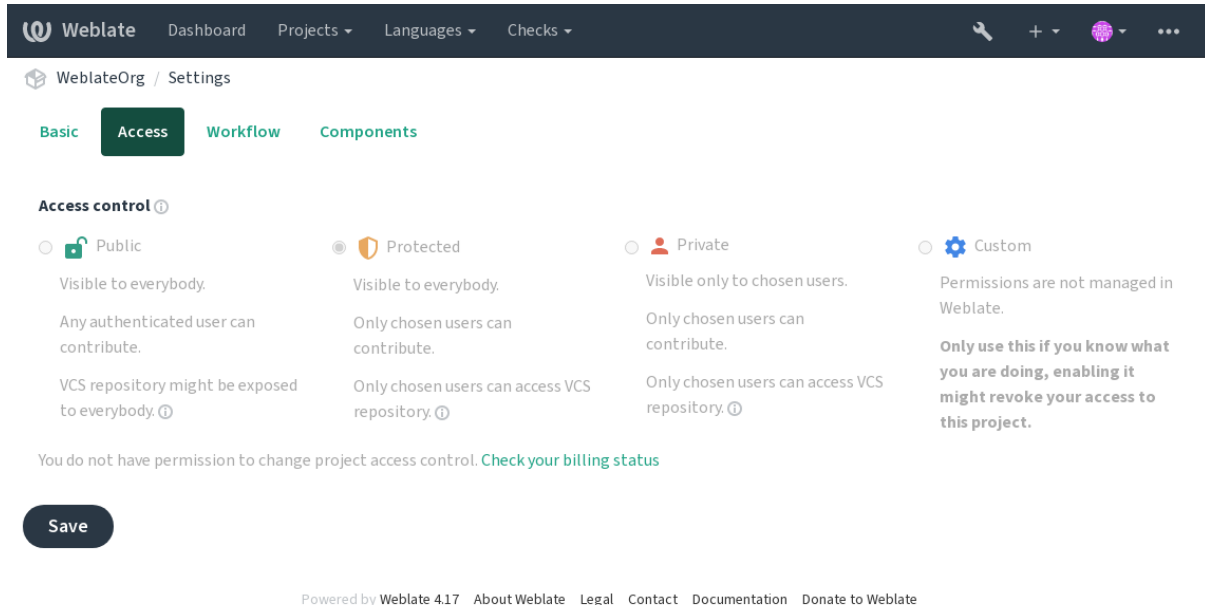 Weblate Dashboard Projects Languages Checks
WeblateOrg / Settings
Basic Access Workflow Components
Access control
Public
Visible to everybody.
Any authenticated user can
contribute.
VCS repository might be exposed
to everybody.
Protected
Visible to everybody.
Only chosen users can
contribute.
Only chosen users can access VCS
repository.
Private
Visible only to chosen users.
Only chosen users can
contribute.
Only chosen users can access VCS
repository.
Custom
Permissions are not managed in
Weblate.
Only use this if you know what
you are doing, enabling it
might revoke your access to
this project.
You do not have permission to change project access control. Check your billing status
Save
Powered by Weblate 4.17 About Weblate Legal Contact Documentation Donate to Weblate